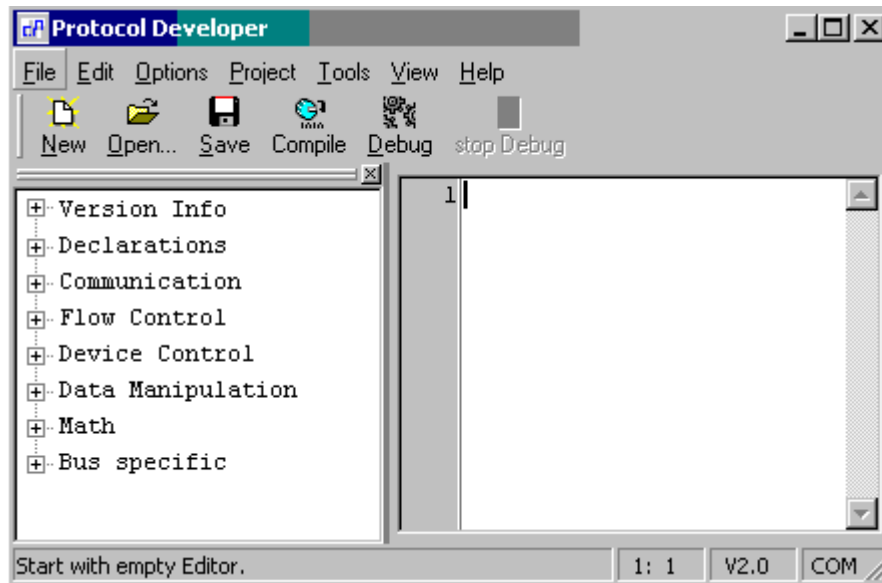 dP Protocol Developer
File Edit Options Project Tools View Help
New Open... Save Compile Debug stop Debug
Version Info
Declarations
Communication
Flow Control
Device Control
Data Manipulation
Math
Bus specific
1
Start with empty Editor. 1: 1 V2.0 COM